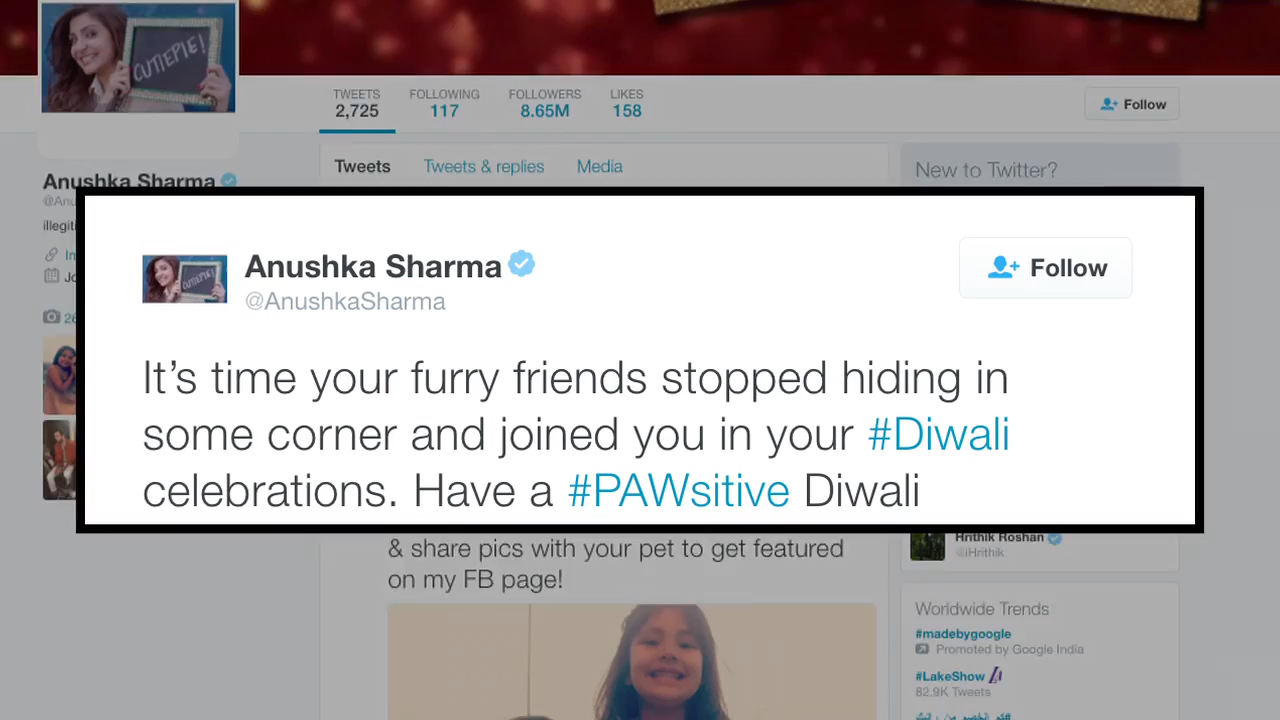 CUTIEPIE!
TWEETS
2,725
FOLLOWING
117
FOLLOWERS
8.65M
LIKES
158
Follow
Tweets
Tweets & replies
Media
New to Twitter?
Anushka Sharma
Anushka Sharma
@AnushkaSharma
Follow
It's time your furry friends stopped hiding in
some corner and joined you in your #Diwali
celebrations. Have a #PAWsitive Diwali
& share pics with your pet to get featured
on my FB page!
Hrithik Roshan
@iHrithik
Worldwide Trends
#madebygoogle
Promoted by Google India
#LakeShow
82.9K Tweets